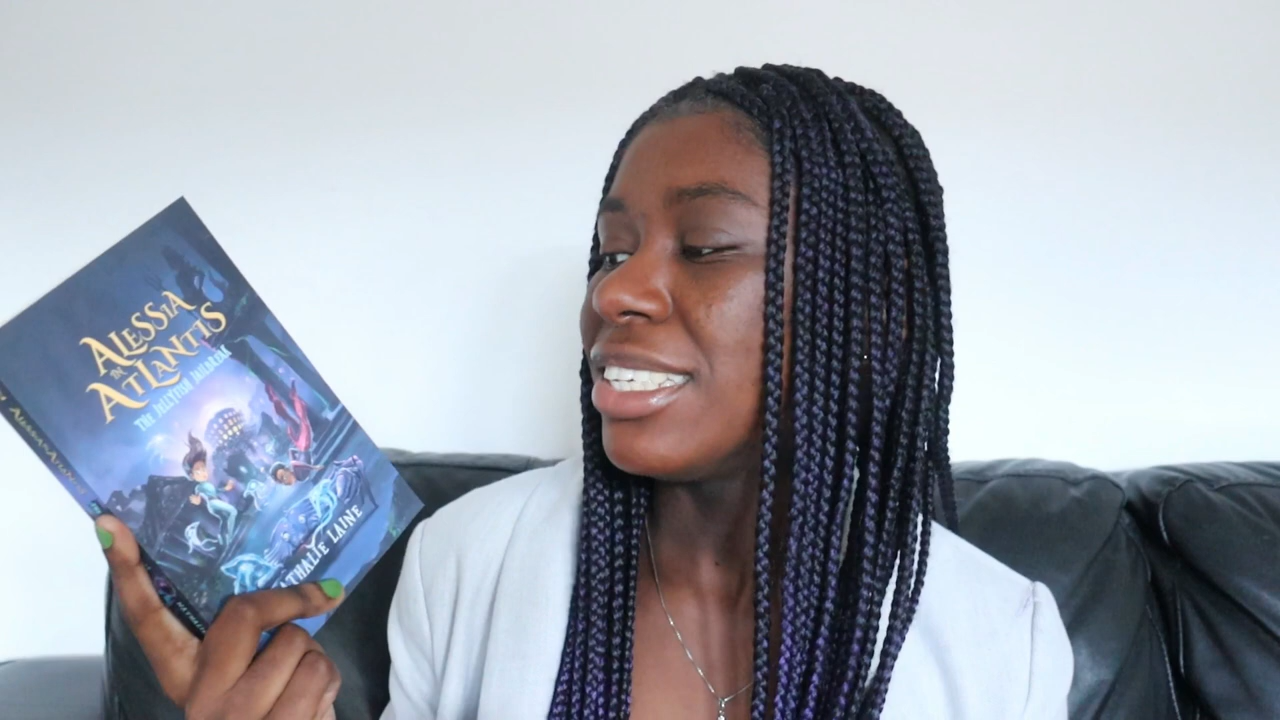 ALESSIA
IN
ATLANTIS
THE JELLYFISH JAILBREAK
NATHALIE LAINE